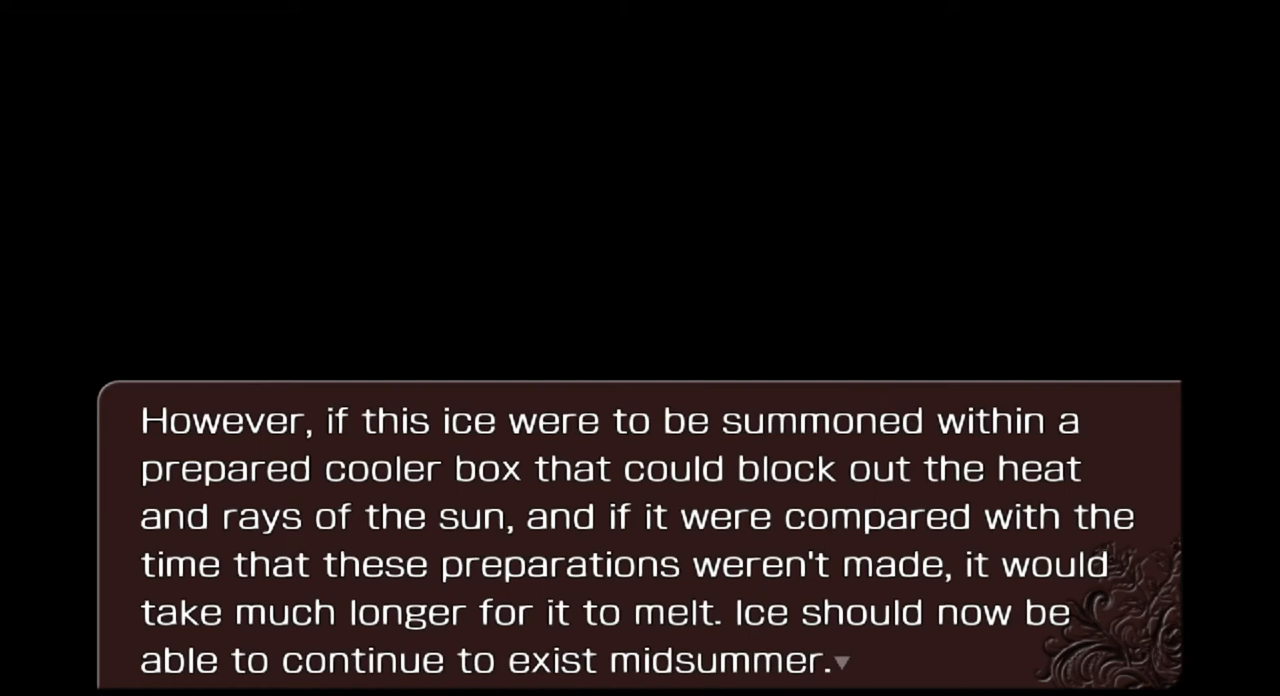 However, if this ice were to be summoned within a
prepared cooler box that could block out the heat
and rays of the sun, and if it were compared with the
time that these preparations weren't made, it would
take much longer for it to melt. Ice should now be
able to continue to exist midsummer.